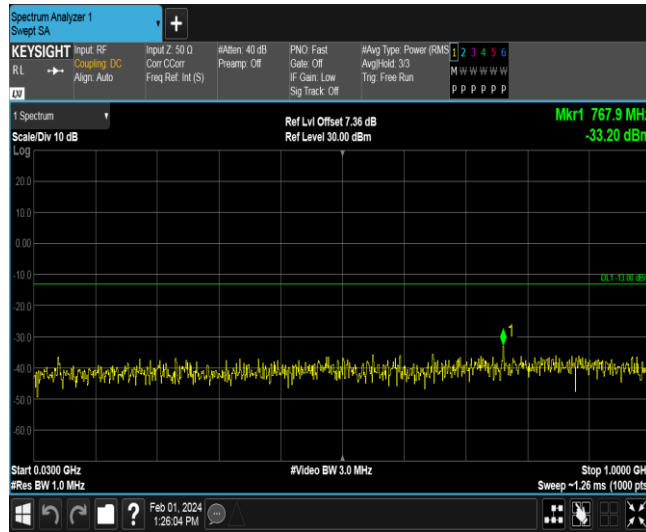 Spectrum Analyzer 1
Swept SA
+
KEYSIGHT Input: RF Input Z: 50 Ω #Atten: 40 dB PNO: Fast #Avg Type: Power (RMS 1 2 3 4 5 6
RL Coupling: DC Corr CCorr Preamp: Off Gate: Off Avg|Hold: 3/3 M W W W W W
Align: Auto Freq Ref: Int (S) IF Gain: Low Trig: Free Run
Sig Track: Off P P P P P P
LXI
1 Spectrum
Ref Lvl Offset 7.36 dB
Mkr1 767.9 MHz
Scale/Div 10 dB
Ref Level 30.00 dBm
-33.20 dBm
Log
20.0
10.0
0.00
-10.0
DL1 -13.00 dBm
-20.0
-30.0
1
-40.0
-50.0
-60.0
Start 0.0300 GHz
#Video BW 3.0 MHz
Stop 1.0000 GH
#Res BW 1.0 MHz
Sweep ~1.26 ms (1000 pts
?
Feb 01, 2024
1:26:04 PM